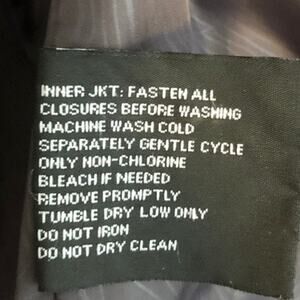 INNER JKT: FASTEN ALL
CLOSURES BEFORE WASHING
MACHINE WASH COLD
SEPARATELY GENTLE CYCLE
ONLY NON-CHLORINE
BLEACH IF NEEDED
REMOVE PROMPTLY
TUMBLE DRY LOW ONLY
DO NOT IRON
DO NOT DRY CLEAN